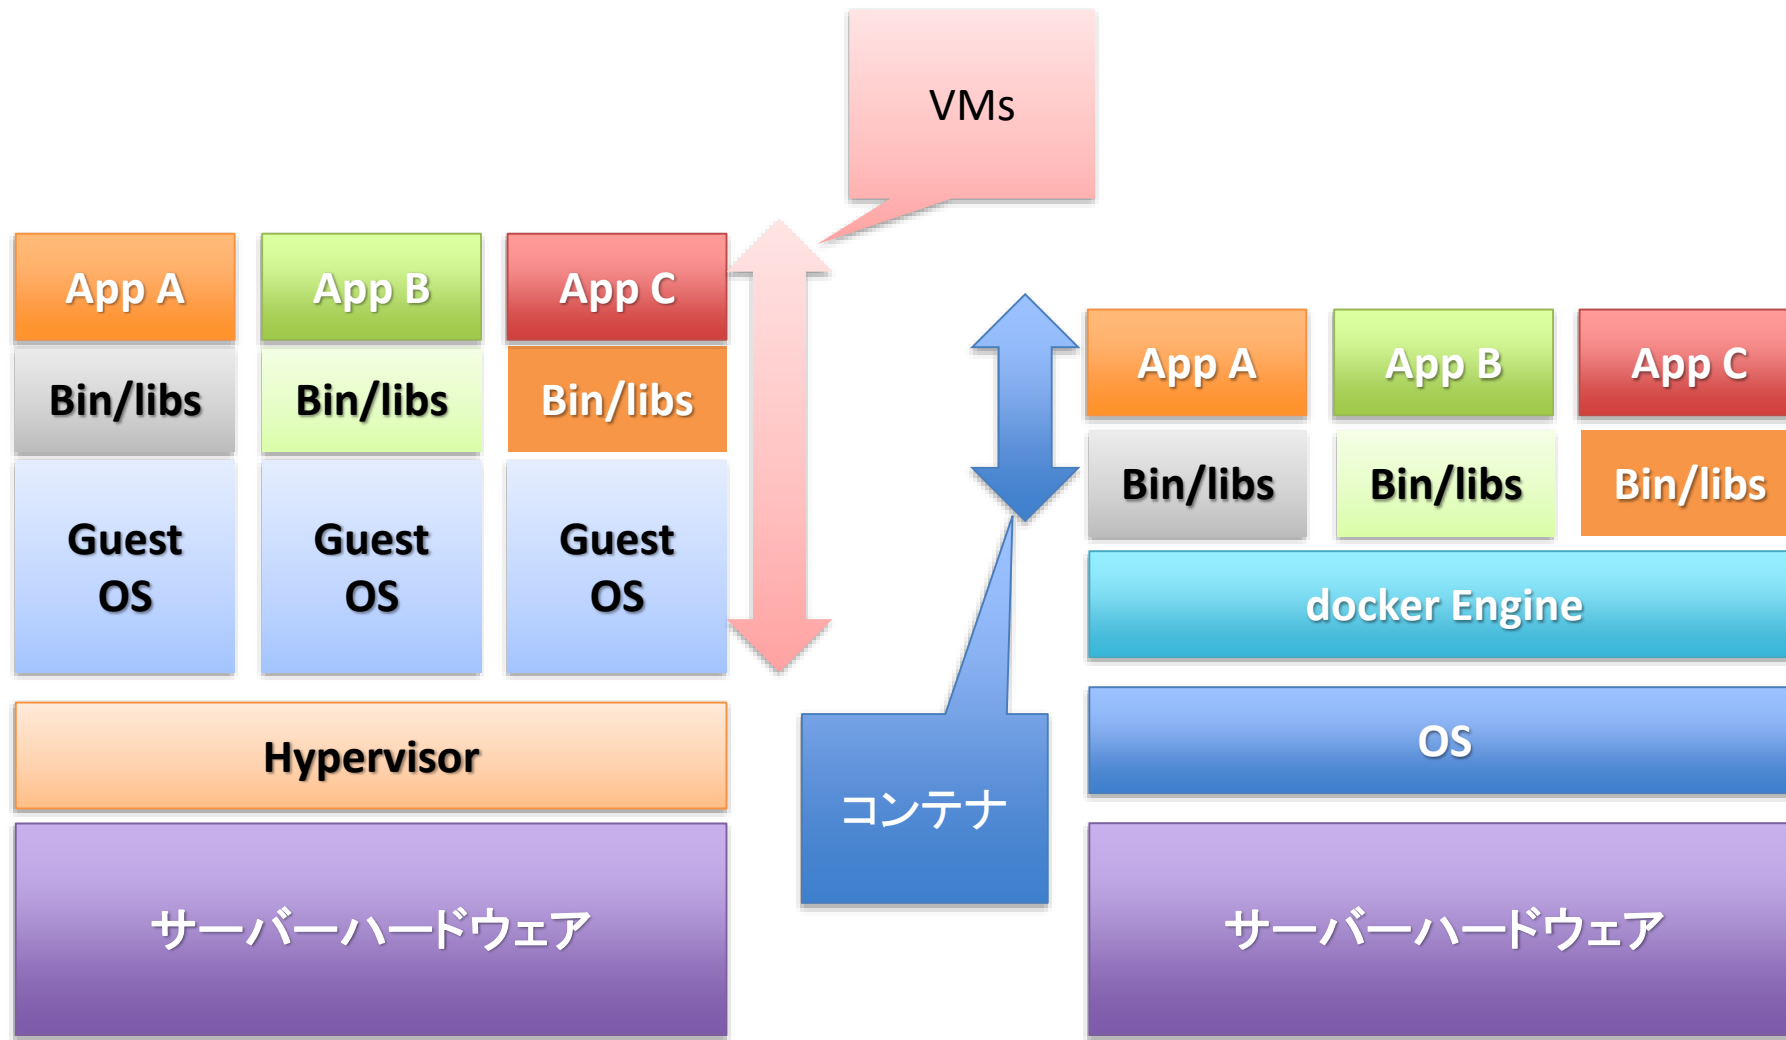 VMs
App A
App B
App C
Bin/libs
Bin/libs
Bin/libs
Guest
OS
Guest
OS
Guest
OS
Hypervisor
サーバーハードウェア
コンテナ
App A
App B
App C
Bin/libs
Bin/libs
Bin/libs
docker Engine
OS
サーバーハードウェア